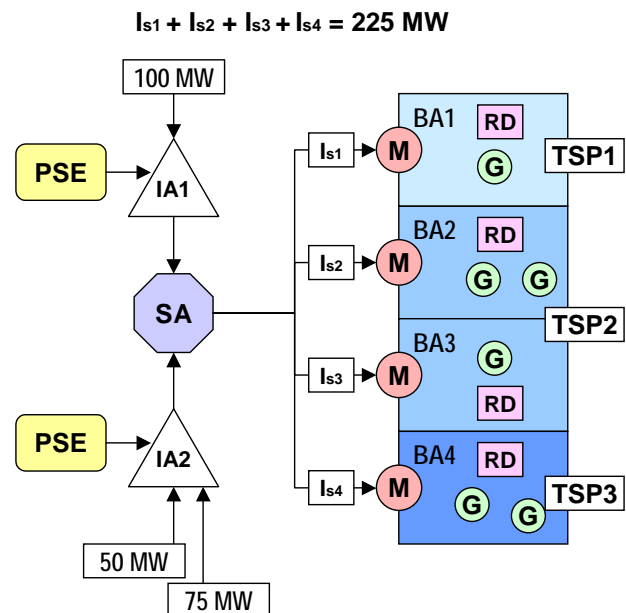 Is1 + Is2 + Is3 + Is4 = 225 MW
100 MW
PSE
IA1
SA
PSE
IA2
50 MW
75 MW
Is1
Is2
Is3
Is4
M
BA1
RD
G
TSP1
M
BA2
RD
G
G
TSP2
M
BA3
G
RD
M
BA4
RD
G
G
TSP3